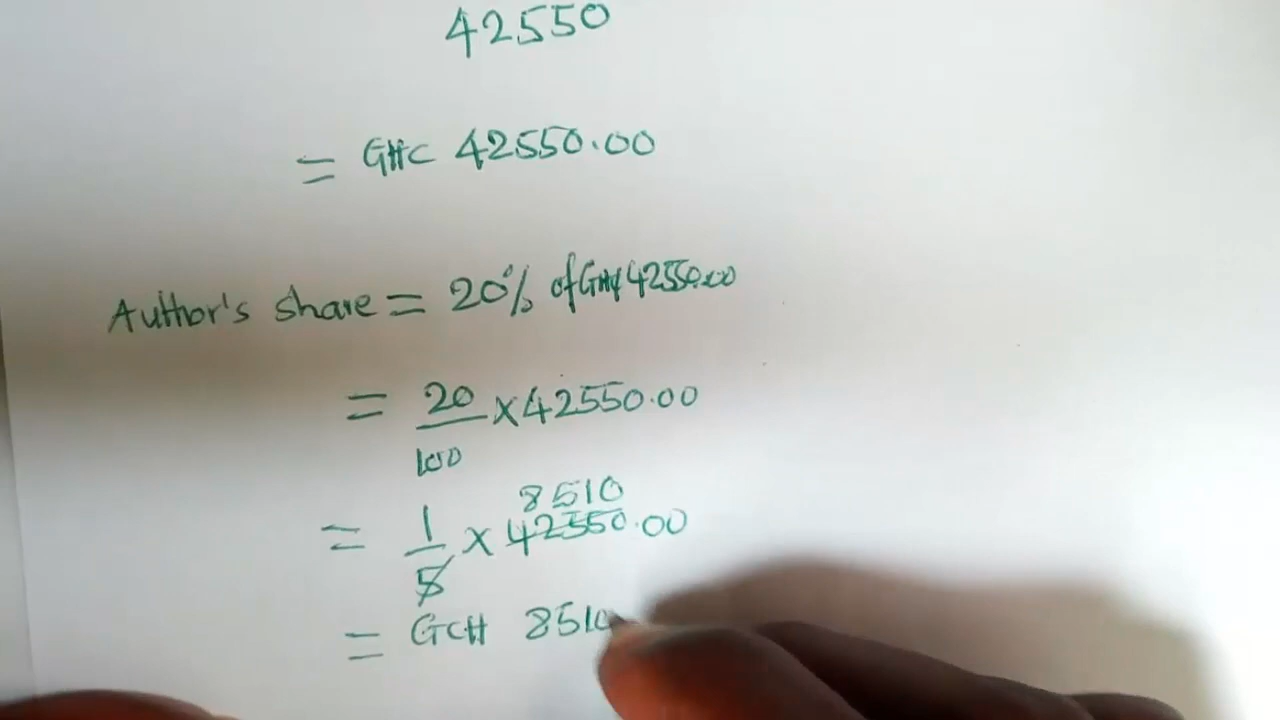 42550
= GHC 42550.00
Author's share = 20% of GH¢ 42550.00
= 20/100 x 42550.00
8510
= 1/5 x 42550.00
= GCH 8510